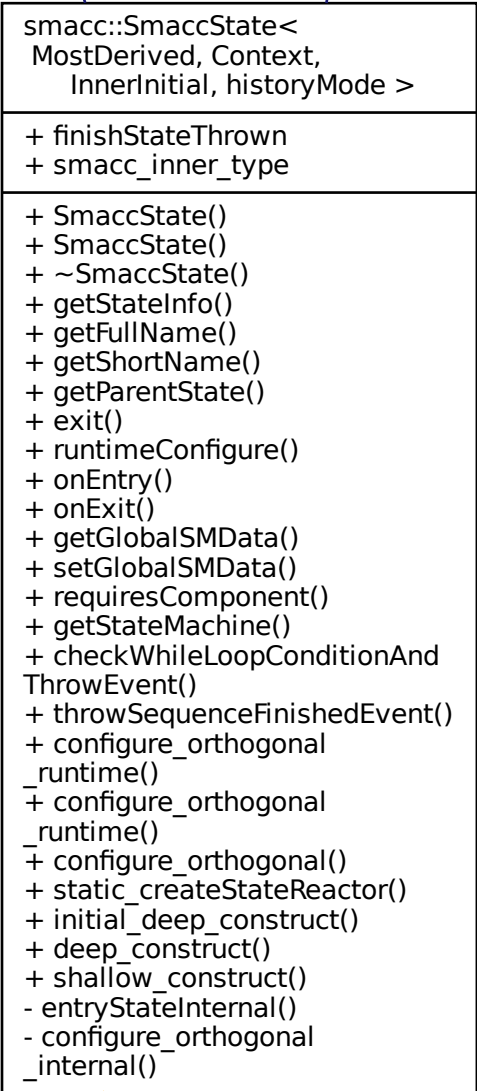 smacc::SmaccState<
MostDerived, Context,
InnerInitial, historyMode >
+ finishStateThrown
+ smacc_inner_type
+ SmaccState()
+ SmaccState()
+ ~SmaccState()
+ getStateInfo()
+ getFullName()
+ getShortName()
+ getParentState()
+ exit()
+ runtimeConfigure()
+ onEntry()
+ onExit()
+ getGlobalSMData()
+ setGlobalSMData()
+ requiresComponent()
+ getStateMachine()
+ checkWhileLoopConditionAnd
ThrowEvent()
+ throwSequenceFinishedEvent()
+ configure_orthogonal
_runtime()
+ configure_orthogonal
_runtime()
+ configure_orthogonal()
+ static_createStateReactor()
+ initial_deep_construct()
+ deep_construct()
+ shallow_construct()
- entryStateInternal()
- configure_orthogonal
_internal()